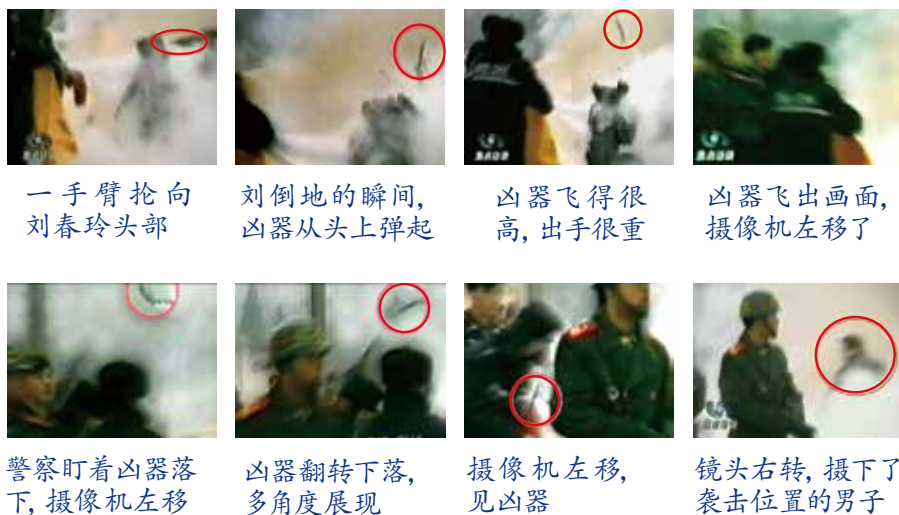 一手臂抡向
刘春玲头部
刘倒地的瞬间,
凶器从头上弹起
凶器飞得很
高, 出手很重
凶器飞出画面,
摄像机左移了
警察盯着凶器落
下, 摄像机左移
凶器翻转下落,
多角度展现
摄像机左移,
见凶器
镜头右转, 摄下了
袭击位置的男子